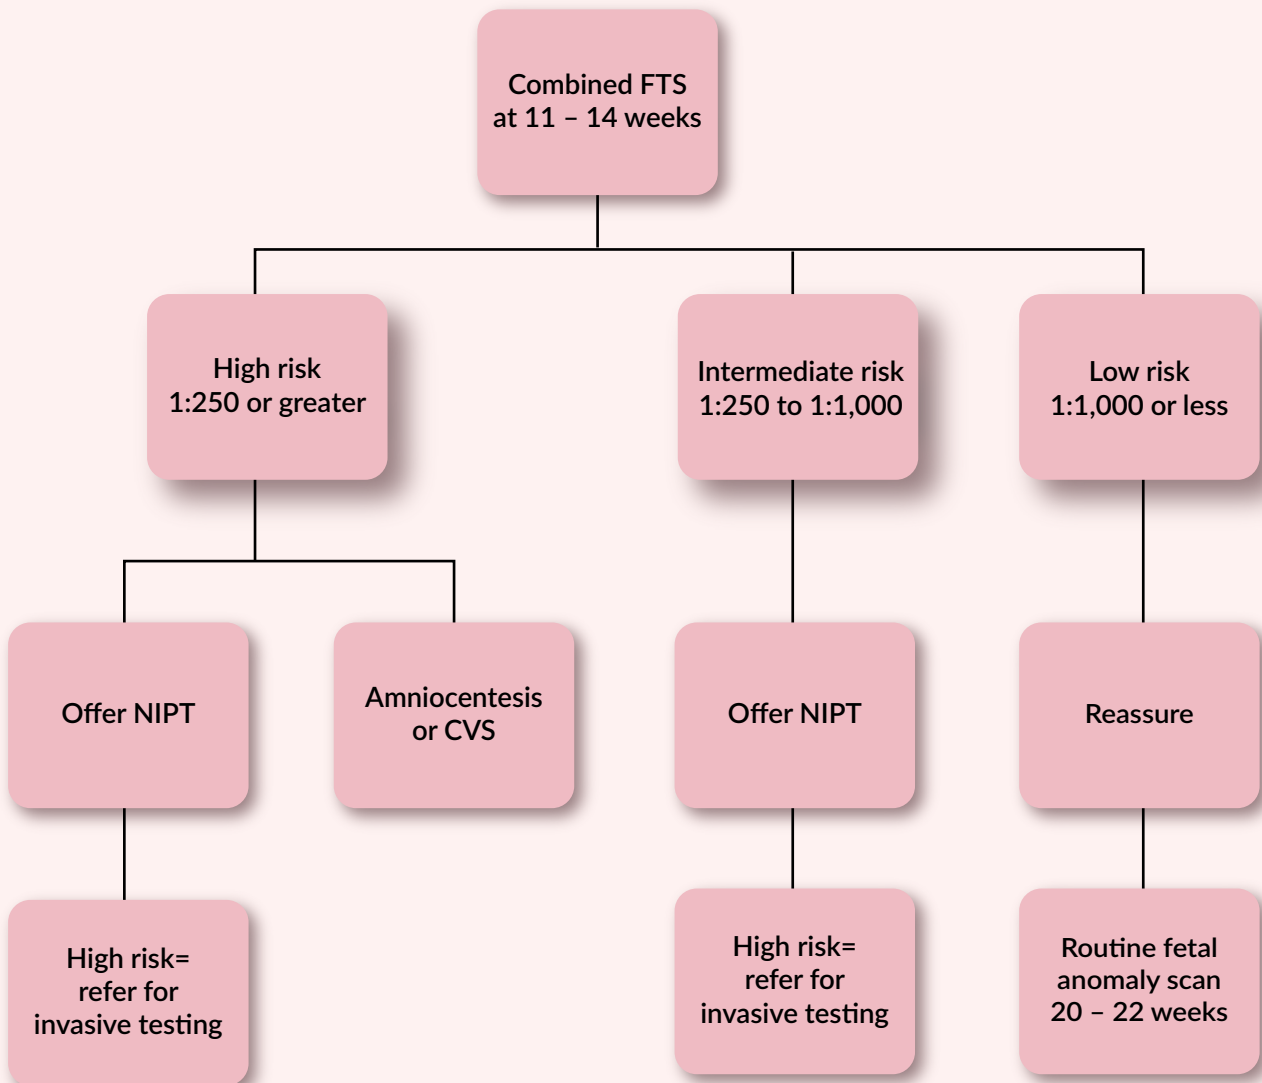 Combined FTS
at 11 – 14 weeks
High risk
1:250 or greater
Intermediate risk
1:250 to 1:1,000
Low risk
1:1,000 or less
Offer NIPT
Amniocentesis
or CVS
Offer NIPT
Reassure
High risk=
refer for
invasive testing
High risk=
refer for
invasive testing
Routine fetal
anomaly scan
20 – 22 weeks